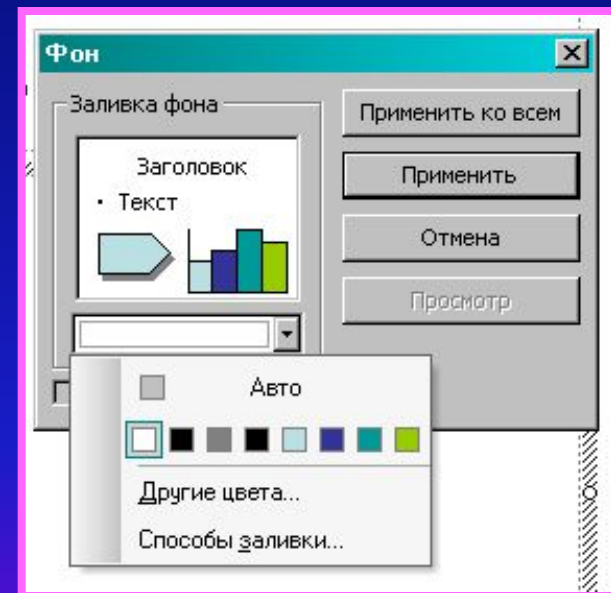 Фон
Заливка фона
Заголовок
• Текст
Применить ко всем
Применить
Отмена
Просмотр
Авто
Другие цвета...
Способы заливки...